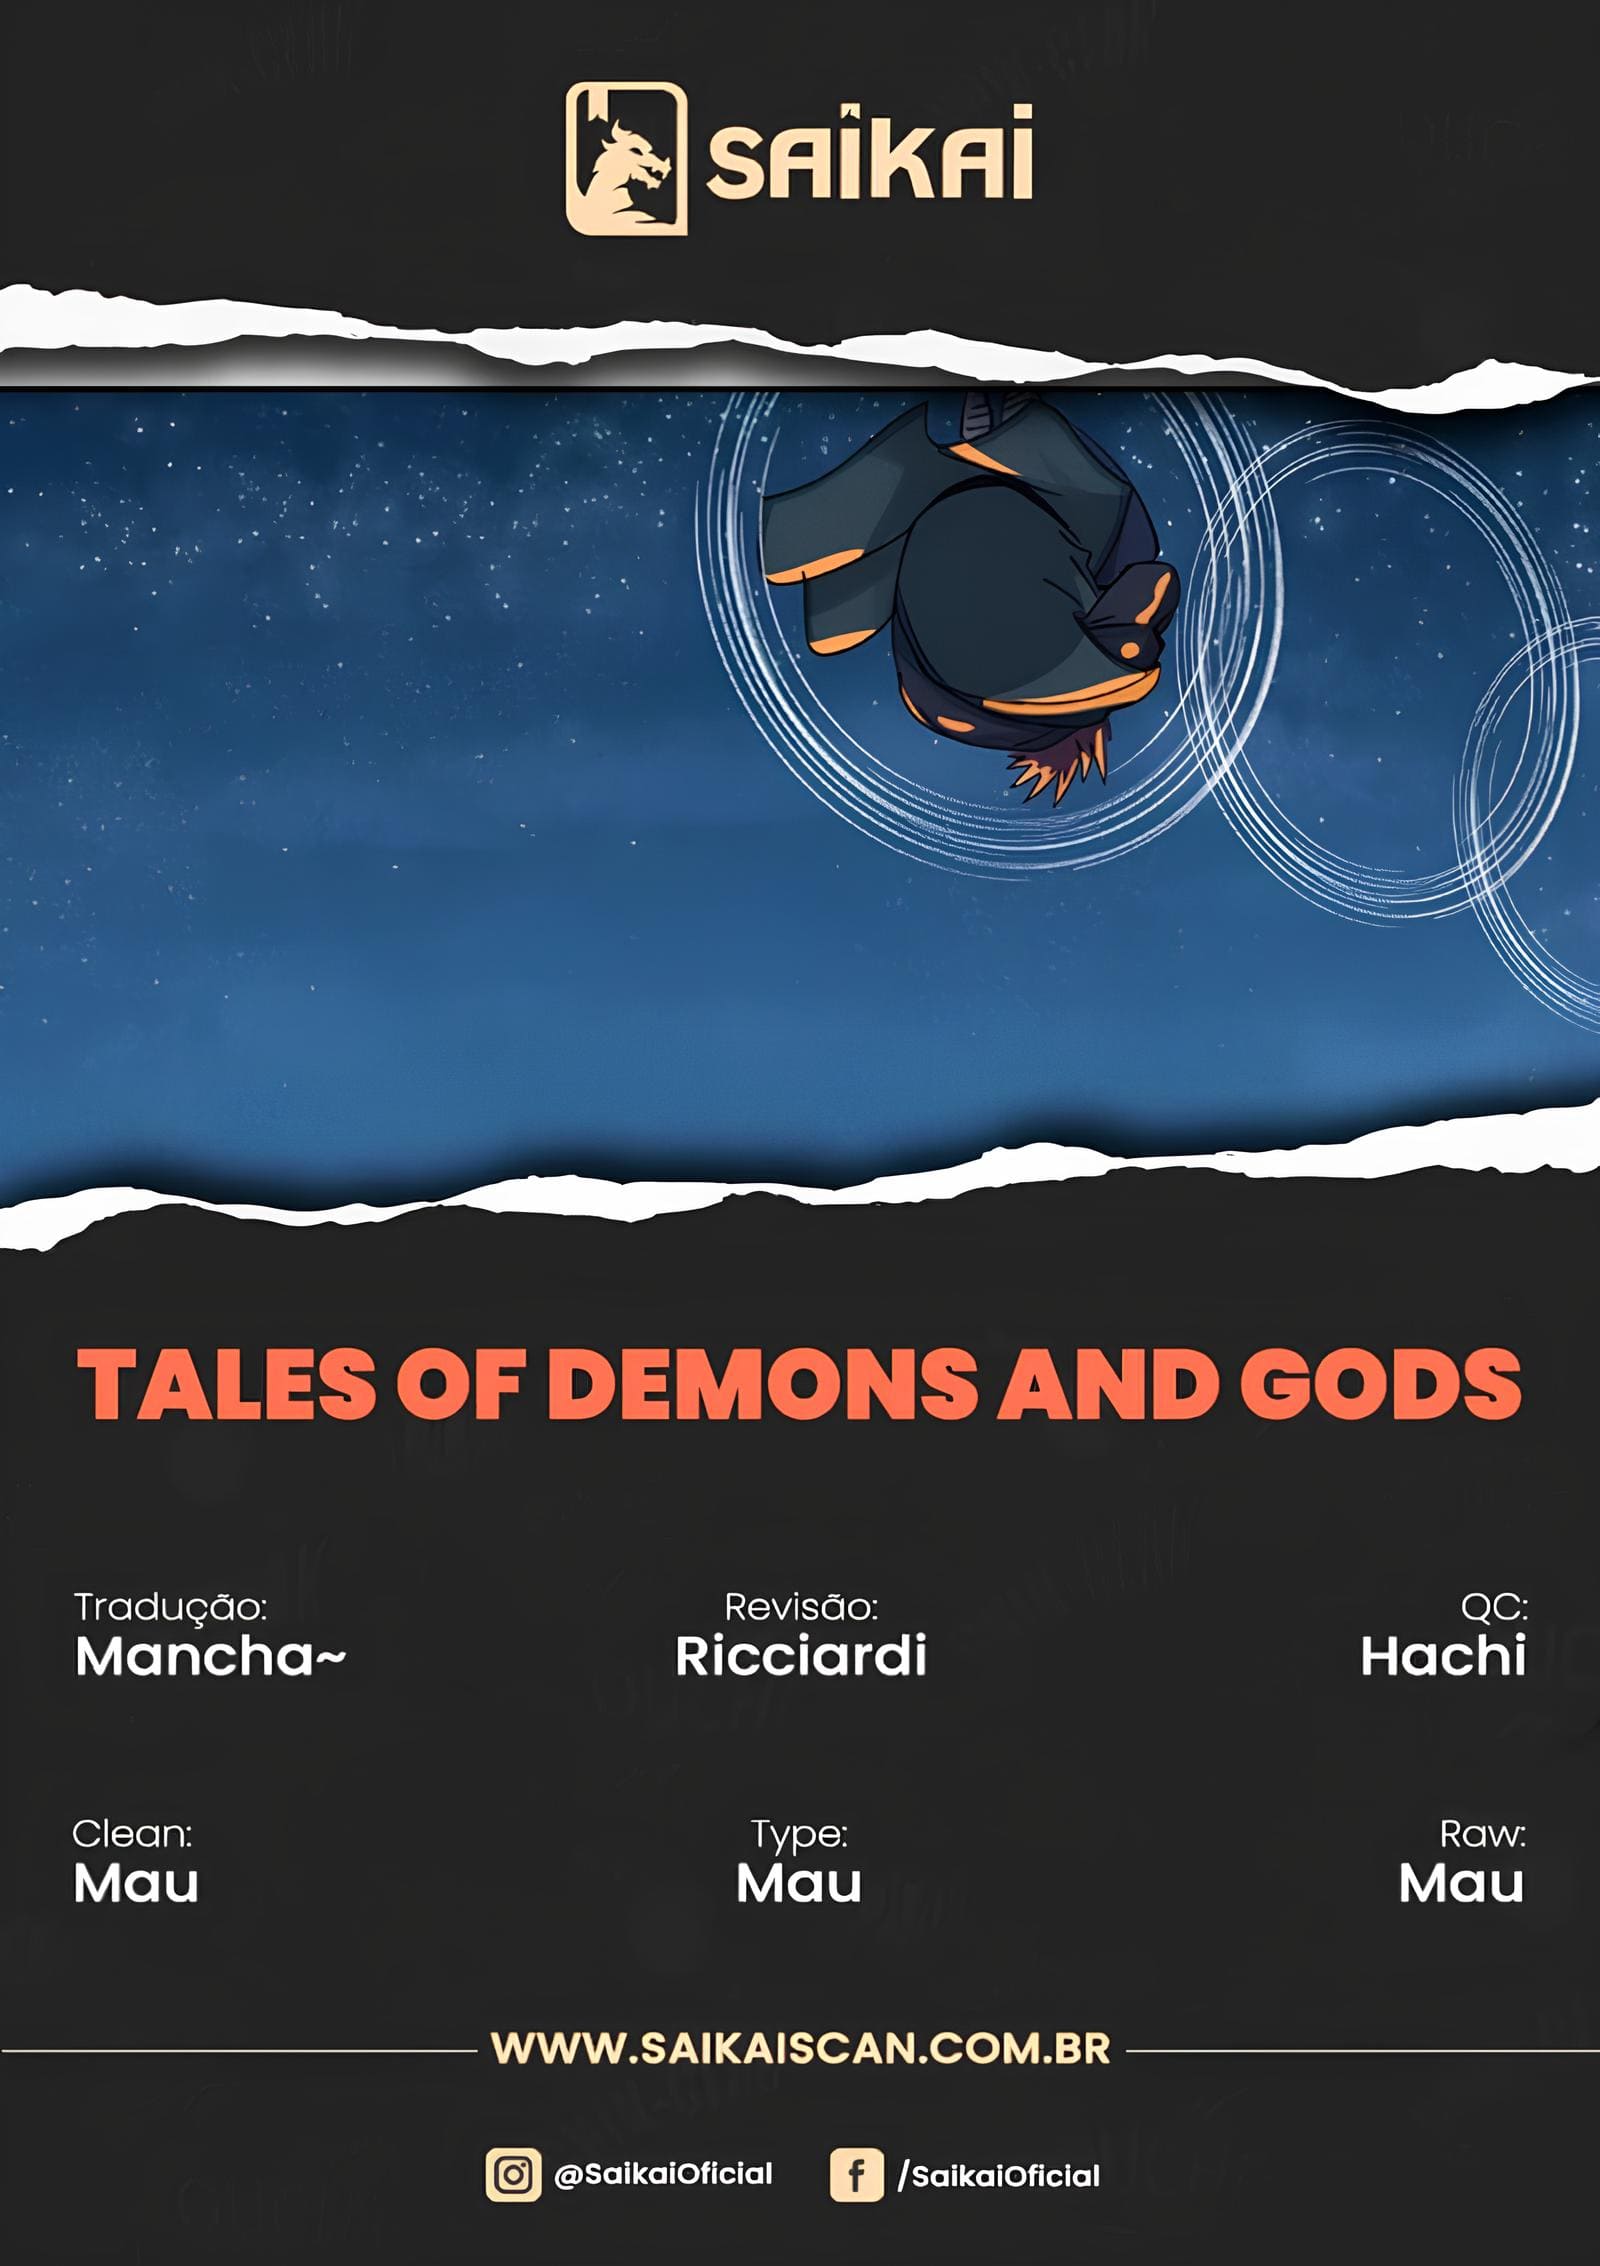 SAIKAI
TALES OF DEMONS AND GODS
Tradução:
Mancha~
Revisão:
Ricciardi
QC:
Hachi
Clean:
Mau
Type:
Mau
Raw:
Mau
WWW.SAIKAISCAN.COM.BR
@SaikaiOficial
/SaikaiOficial